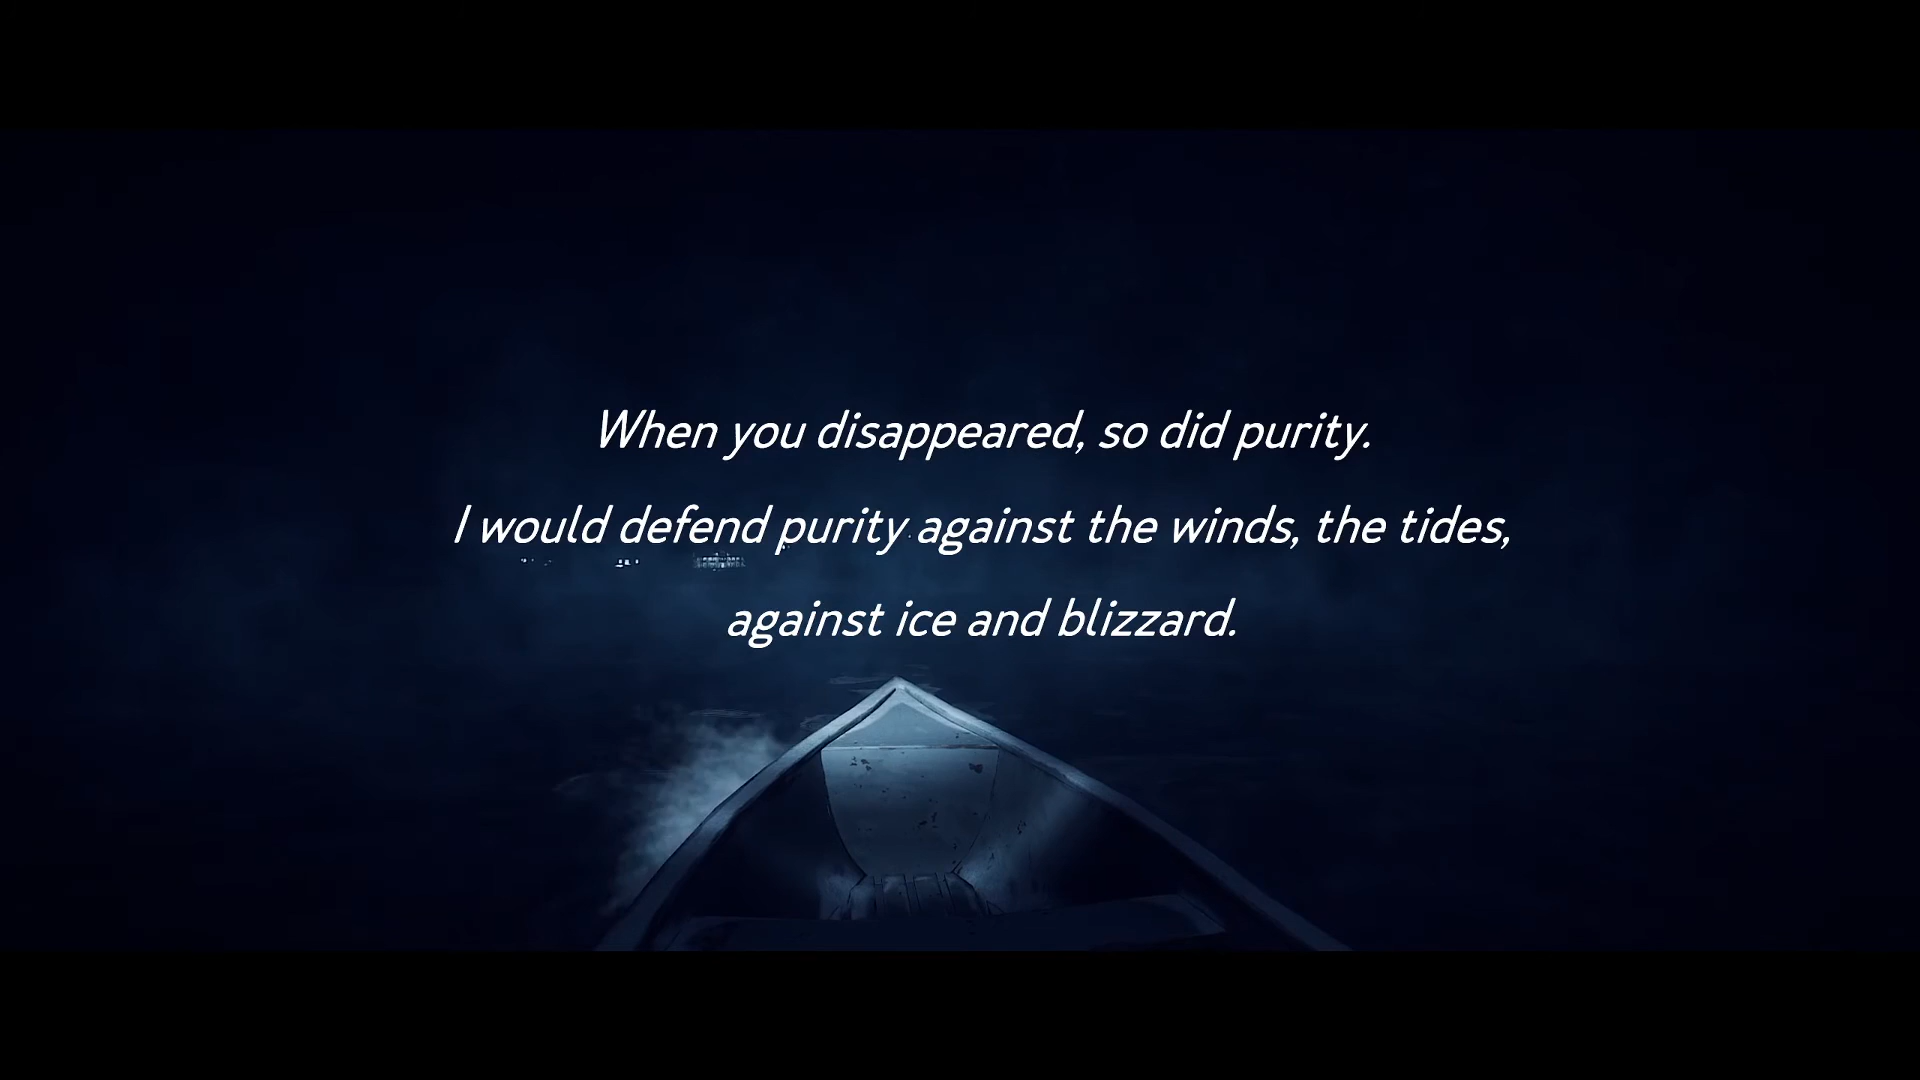 When you disappeared, so did purity.
I would defend purity against the winds, the tides,
against ice and blizzard.